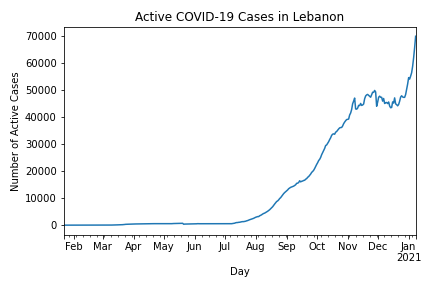 Active COVID-19 Cases in Lebanon
70000
60000
50000
40000
30000
20000
10000
0
Number of Active Cases
Feb Mar Apr May Jun Jul Aug Sep Oct Nov Dec Jan
2021
Day